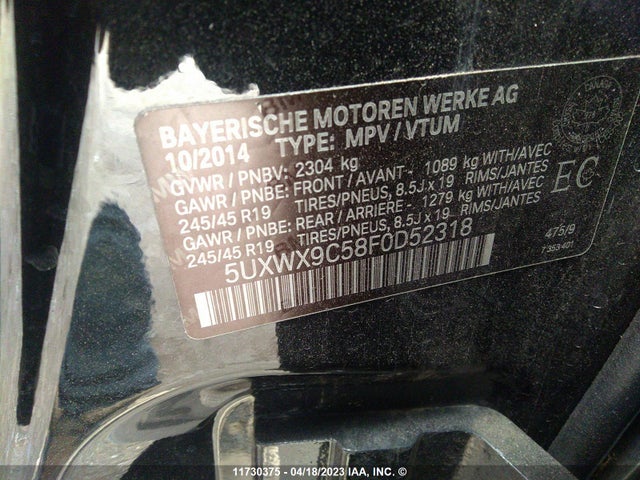 BAYERISCHE MOTOREN WERKE AG
10/2014 TYPE: MPV / VTUM
GVWR / PNBV: 2304 kg
GAWR / PNBE: FRONT / AVANT - 1089 kg WITH/AVEC
245/45 R19 TIRES/PNEUS, 8.5J x 19 RIMS/JANTES
GAWR / PNBE: REAR / ARRIERE - 1279 kg WITH/AVEC
245/45 R19 TIRES/PNEUS, 8.5J x 19 RIMS/JANTES
EC
5UXWX9C58F0D52318
475/9
7 353 401
11730375 - 04/18/2023 IAA, INC. ©